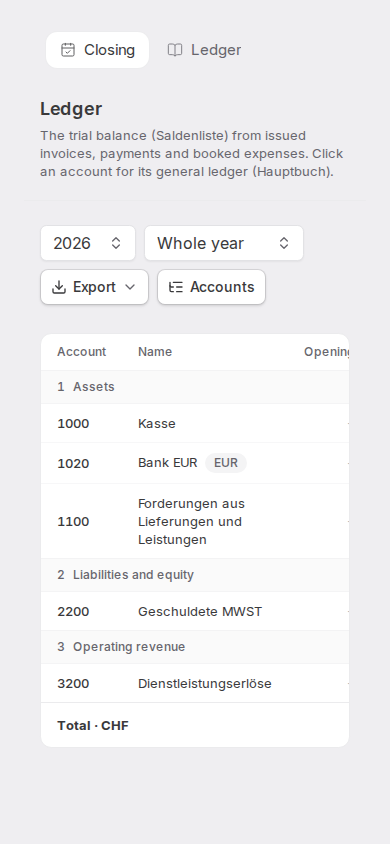 Closing Ledger
Ledger
The trial balance (Saldenliste) from issued
invoices, payments and booked expenses. Click
an account for its general ledger (Hauptbuch).
2026 Whole year
Export Accounts
Account Name Opening
1 Assets
1000 Kasse
1020 Bank EUR EUR
1100 Forderungen aus
Lieferungen und
Leistungen
2 Liabilities and equity
2200 Geschuldete MWST
3 Operating revenue
3200 Dienstleistungserlöse
Total · CHF